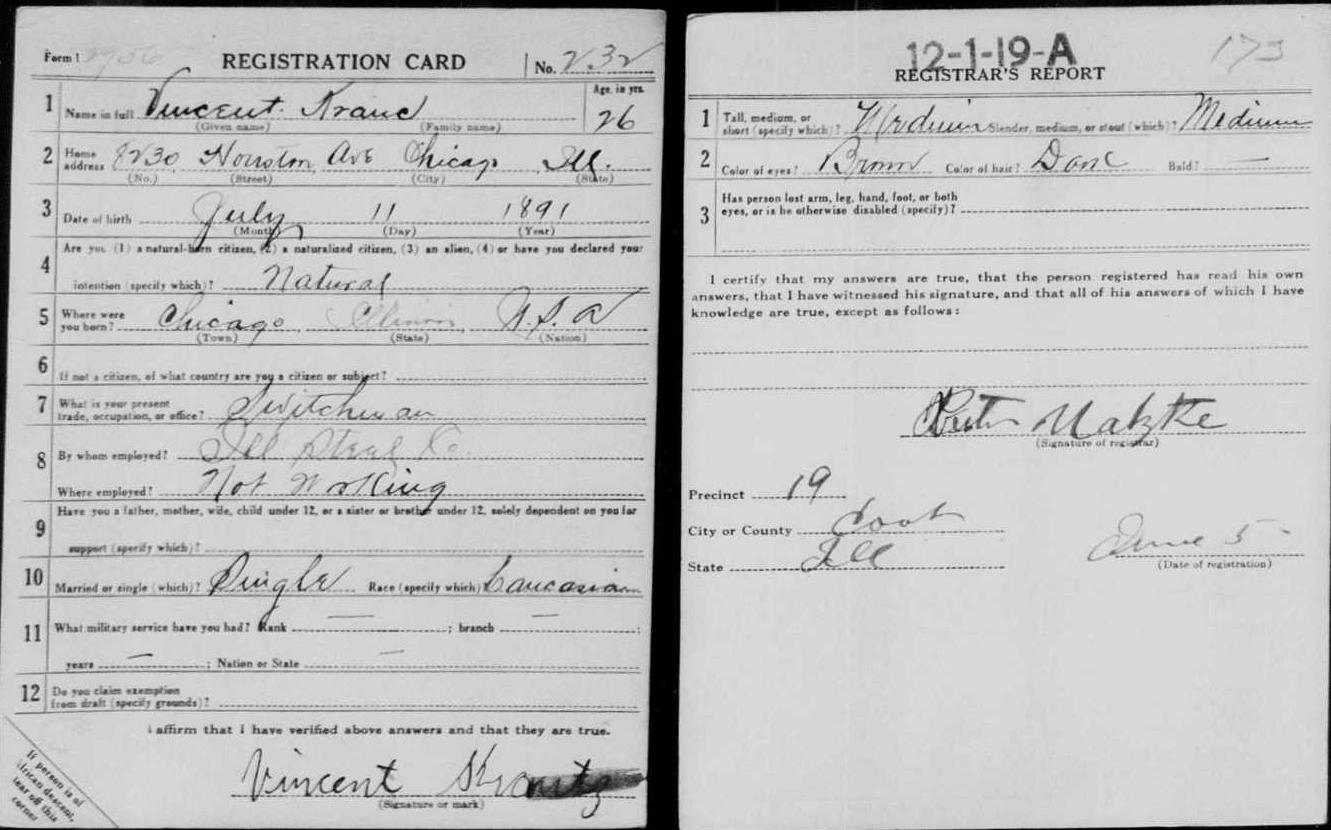 Form 1 2756 REGISTRATION CARD No. 232
1 Name in full Vincent Age, in yrs. 26
(Given name) (Family name)
2 Home address 8230 Houston Ave Chicago Ill.
(No.) (Street) (City) (State)
3 Date of birth July 11 1891
(Month) (Day) (Year)
4 Are you (1) a natural-born citizen, (2) a naturalized citizen, (3) an alien, (4) or have you declared your
intention (specify which)? Natural
5 Where were you born? Chicago Illinois U.S.A
(Town) (State) (Nation)
6 If not a citizen, of what country are you a citizen or subject?
7 What is your present trade, occupation, or office? Switchman
8 By whom employed? Ill Steel Co
Where employed? Not Working
9 Have you a father, mother, wife, child under 12, or a sister or brother under 12, solely dependent on you for
support (specify which)?
10 Married or single (which)? Single Race (specify which) Caucasian
11 What military service have you had? Rank — ; branch — ;
years — ; Nation or State —
12 Do you claim exemption
from draft (specify grounds)?
I affirm that I have verified above answers and that they are true.
Vincent
(Signature or mark)
If person is of
African descent,
tear off this
corner
12-1-19-A 173
REGISTRAR'S REPORT
1 Tall, medium, or
short (specify which)? Medium Slender, medium, or stout (which)? Medium
2 Color of eyes? Brown Color of hair? Dark Bald? —
3 Has person lost arm, leg, hand, foot, or both
eyes, or is he otherwise disabled (specify)?
I certify that my answers are true, that the person registered has read his own
answers, that I have witnessed his signature, and that all of his answers of which I have
knowledge are true, except as follows:
Matzke
(Signature of registrar)
Precinct 19
City or County Cook
State Ill
June 5-
(Date of registration)